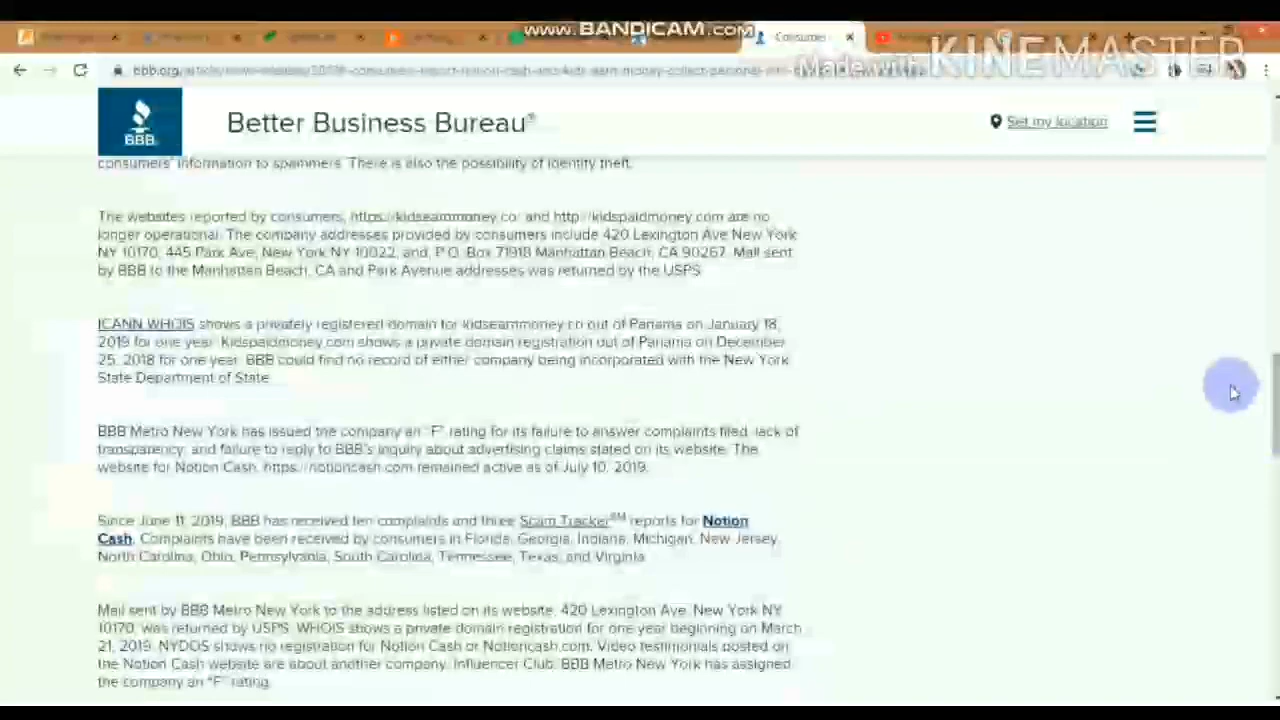 WWW.BANDICAM.COM
Consumer
Made with KINEMASTER
BBB
Better Business Bureau®
Set my location
consumers' information to spammers. There is also the possibility of identity theft.
The websites reported by consumers, https://kidsearnmoney.co/ and http://kidspaidmoney.com are no
longer operational. The company addresses provided by consumers include 420 Lexington Ave New York
NY 10170, 445 Park Ave, New York NY 10022, and, P.O. Box 71918 Manhattan Beach, CA 90267. Mail sent
by BBB to the Manhattan Beach, CA and Park Avenue addresses was returned by the USPS.
ICANN WHOIS shows a privately registered domain for kidsearnmoney.co out of Panama on January 18,
2019 for one year. Kidspaidmoney.com shows a private domain registration out of Panama on December
25, 2018 for one year. BBB could find no record of either company being incorporated with the New York
State Department of State.
BBB Metro New York has issued the company an "F" rating for its failure to answer complaints filed, lack of
transparency, and failure to reply to BBB's inquiry about advertising claims stated on its website. The
website for Notion Cash, https://notioncash.com remained active as of July 10, 2019.
Since June 11, 2019, BBB has received ten complaints and three Scam Tracker℠ reports for Notion
Cash. Complaints have been received by consumers in Florida, Georgia, Indiana, Michigan, New Jersey,
North Carolina, Ohio, Pennsylvania, South Carolina, Tennessee, Texas, and Virginia.
Mail sent by BBB Metro New York to the address listed on its website, 420 Lexington Ave, New York NY
10170, was returned by USPS. WHOIS shows a private domain registration for one year beginning on March
21, 2019. NYDOS shows no registration for Notion Cash or Notioncash.com. Video testimonials posted on
the Notion Cash website are about another company, Influencer Club. BBB Metro New York has assigned
the company an "F" rating.